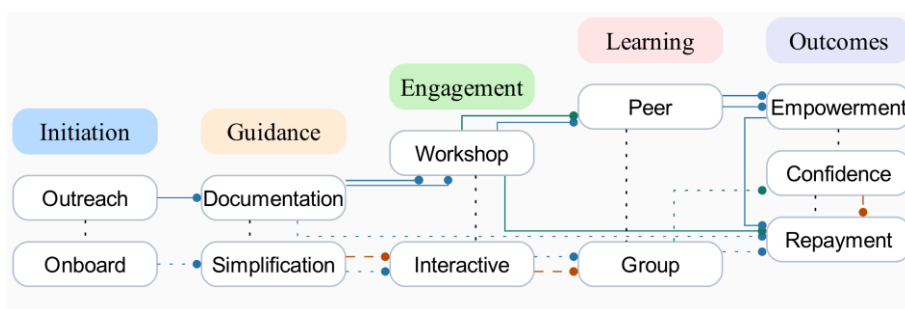 Learning
Outcomes
Engagement
Peer
Empowerment
Initiation
Guidance
Workshop
Confidence
Outreach
Documentation
Repayment
Onboard
Simplification
Interactive
Group